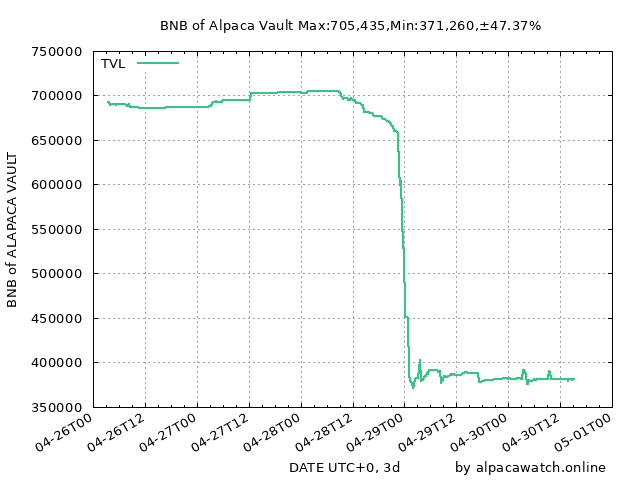 BNB of Alpaca Vault Max:705,435,Min:371,260,±47.37%
750000
TVL
700000
650000
600000
550000
500000
450000
400000
350000
BNB of ALAPACA VAULT
04-26T00
04-26T12
04-27T00
04-27T12
04-28T00
04-28T12
04-29T00
04-29T12
04-30T00
04-30T12
05-01T00
DATE UTC+0, 3d
by alpacawatch.online